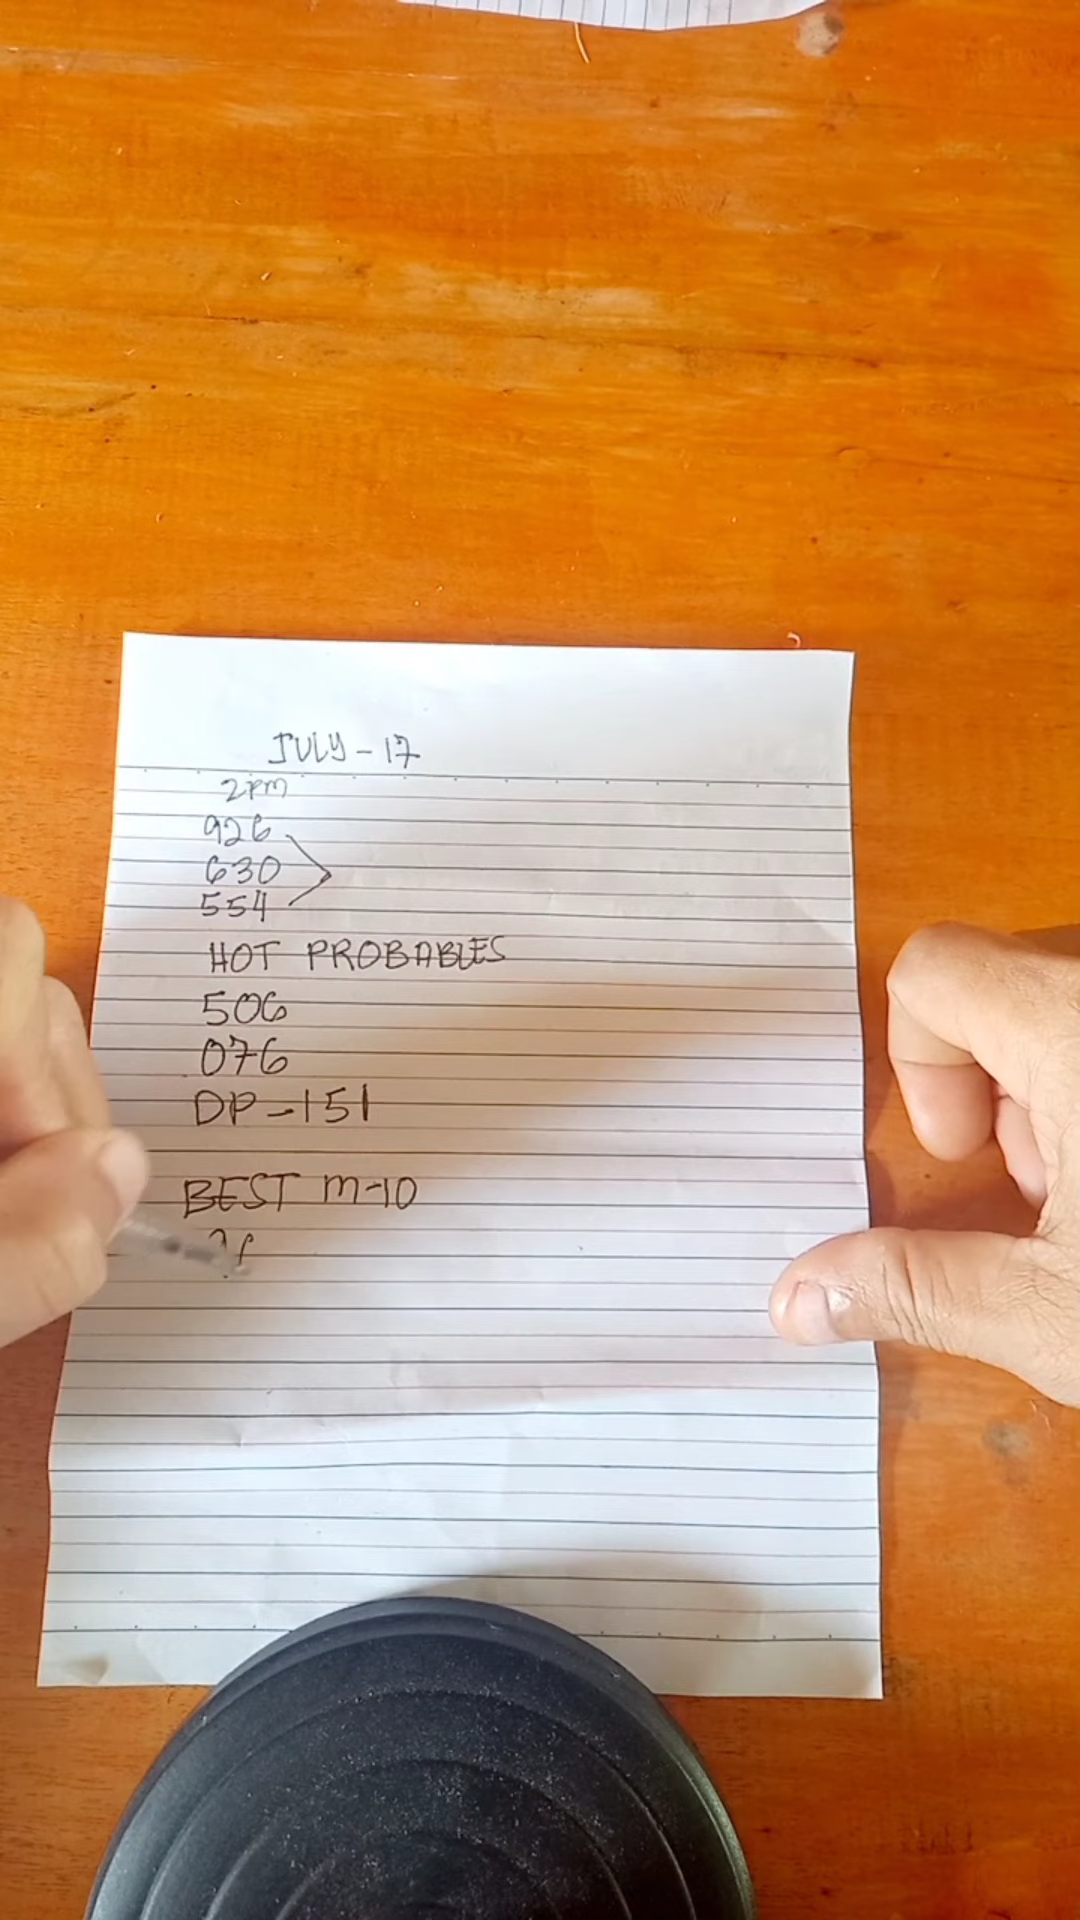 JULY-17
2PM
926
630
554
HOT PROBABLES
506
076
DP-151
BEST M-10